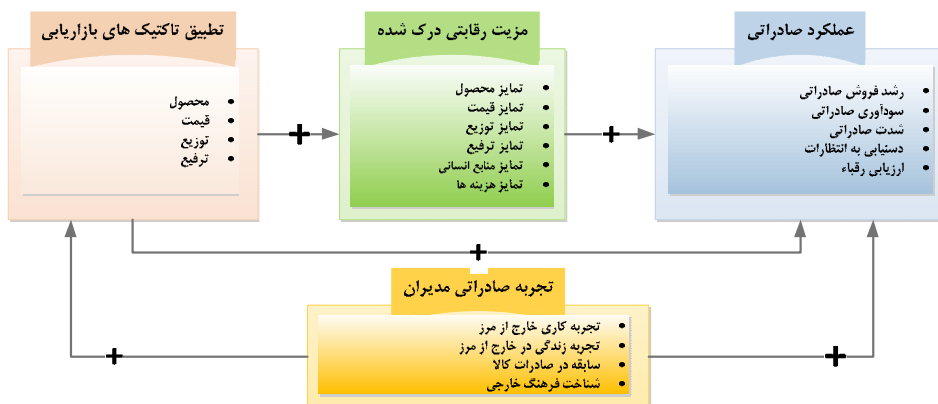 تطبیق تاکتیک های بازاریابی
محصول
قیمت
توزیع
ترفیع
مزیت رقابتی درک شده
تمایز محصول
تمایز قیمت
تمایز توزیع
تمایز ترفیع
تمایز منابع انسانی
تمایز هزینه ها
عملکرد صادراتی
رشد فروش صادراتی
سودآوری صادراتی
شدت صادراتی
دستیابی به انتظارات
ارزیابی رقباء
تجربه صادراتی مدیران
تجربه کاری خارج از مرز
تجربه زندگی در خارج از مرز
سابقه در صادرات کالا
شناخت فرهنگ خارجی